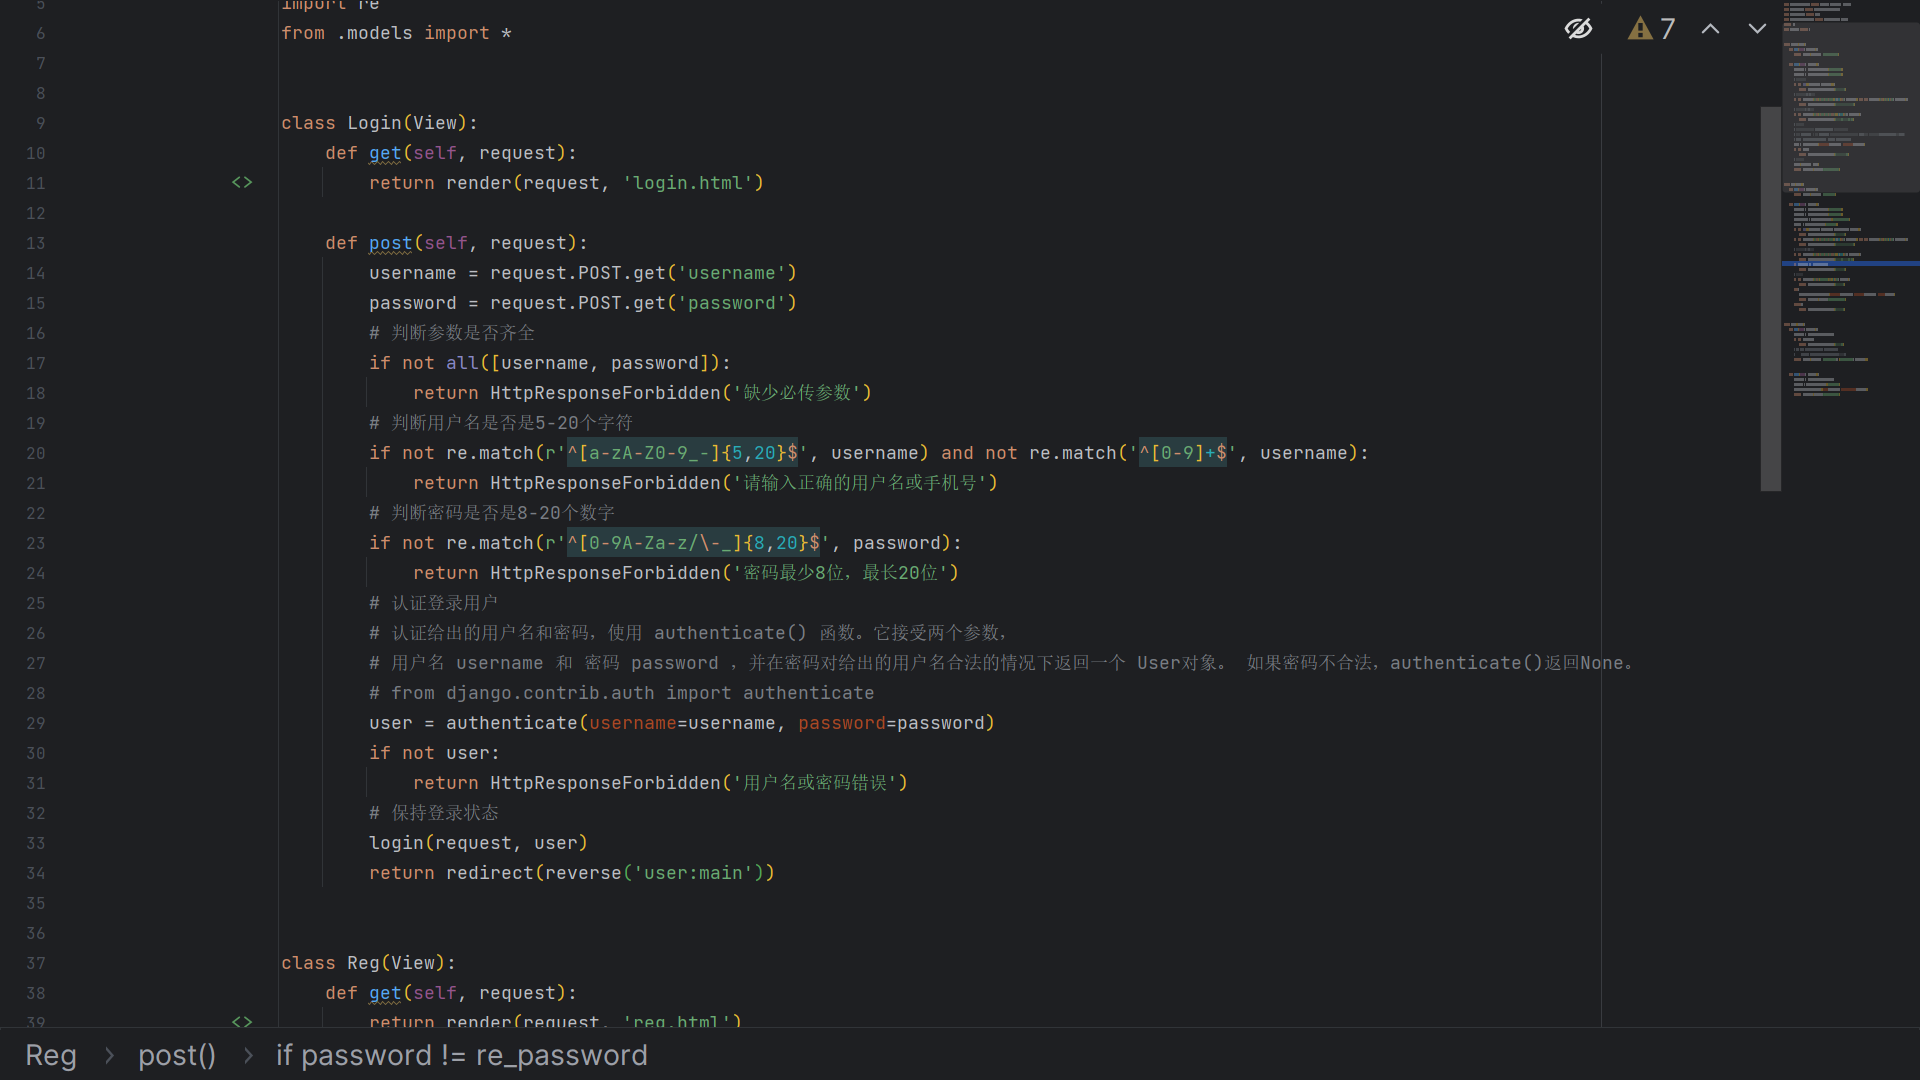 5 import re
6 from .models import *
7
8
9 class Login(View):
10 def get(self, request):
11 return render(request, 'login.html')
12
13 def post(self, request):
14 username = request.POST.get('username')
15 password = request.POST.get('password')
16 # 判断参数是否齐全
17 if not all([username, password]):
18 return HttpResponseForbidden('缺少必传参数')
19 # 判断用户名是否是5-20个字符
20 if not re.match(r'^[a-zA-Z0-9_-]{5,20}$', username) and not re.match('^[0-9]+$', username):
21 return HttpResponseForbidden('请输入正确的用户名或手机号')
22 # 判断密码是否是8-20个数字
23 if not re.match(r'^[0-9A-Za-z/\-_]{8,20}$', password):
24 return HttpResponseForbidden('密码最少8位，最长20位')
25 # 认证登录用户
26 # 认证给出的用户名和密码，使用 authenticate() 函数。它接受两个参数，
27 # 用户名 username 和 密码 password ，并在密码对给出的用户名合法的情况下返回一个 User对象。 如果密码不合法，authenticate()返回None。
28 # from django.contrib.auth import authenticate
29 user = authenticate(username=username, password=password)
30 if not user:
31 return HttpResponseForbidden('用户名或密码错误')
32 # 保持登录状态
33 login(request, user)
34 return redirect(reverse('user:main'))
35
36
37 class Reg(View):
38 def get(self, request):
39 return render(request, 'reg.html')
7
Reg > post() > if password != re_password